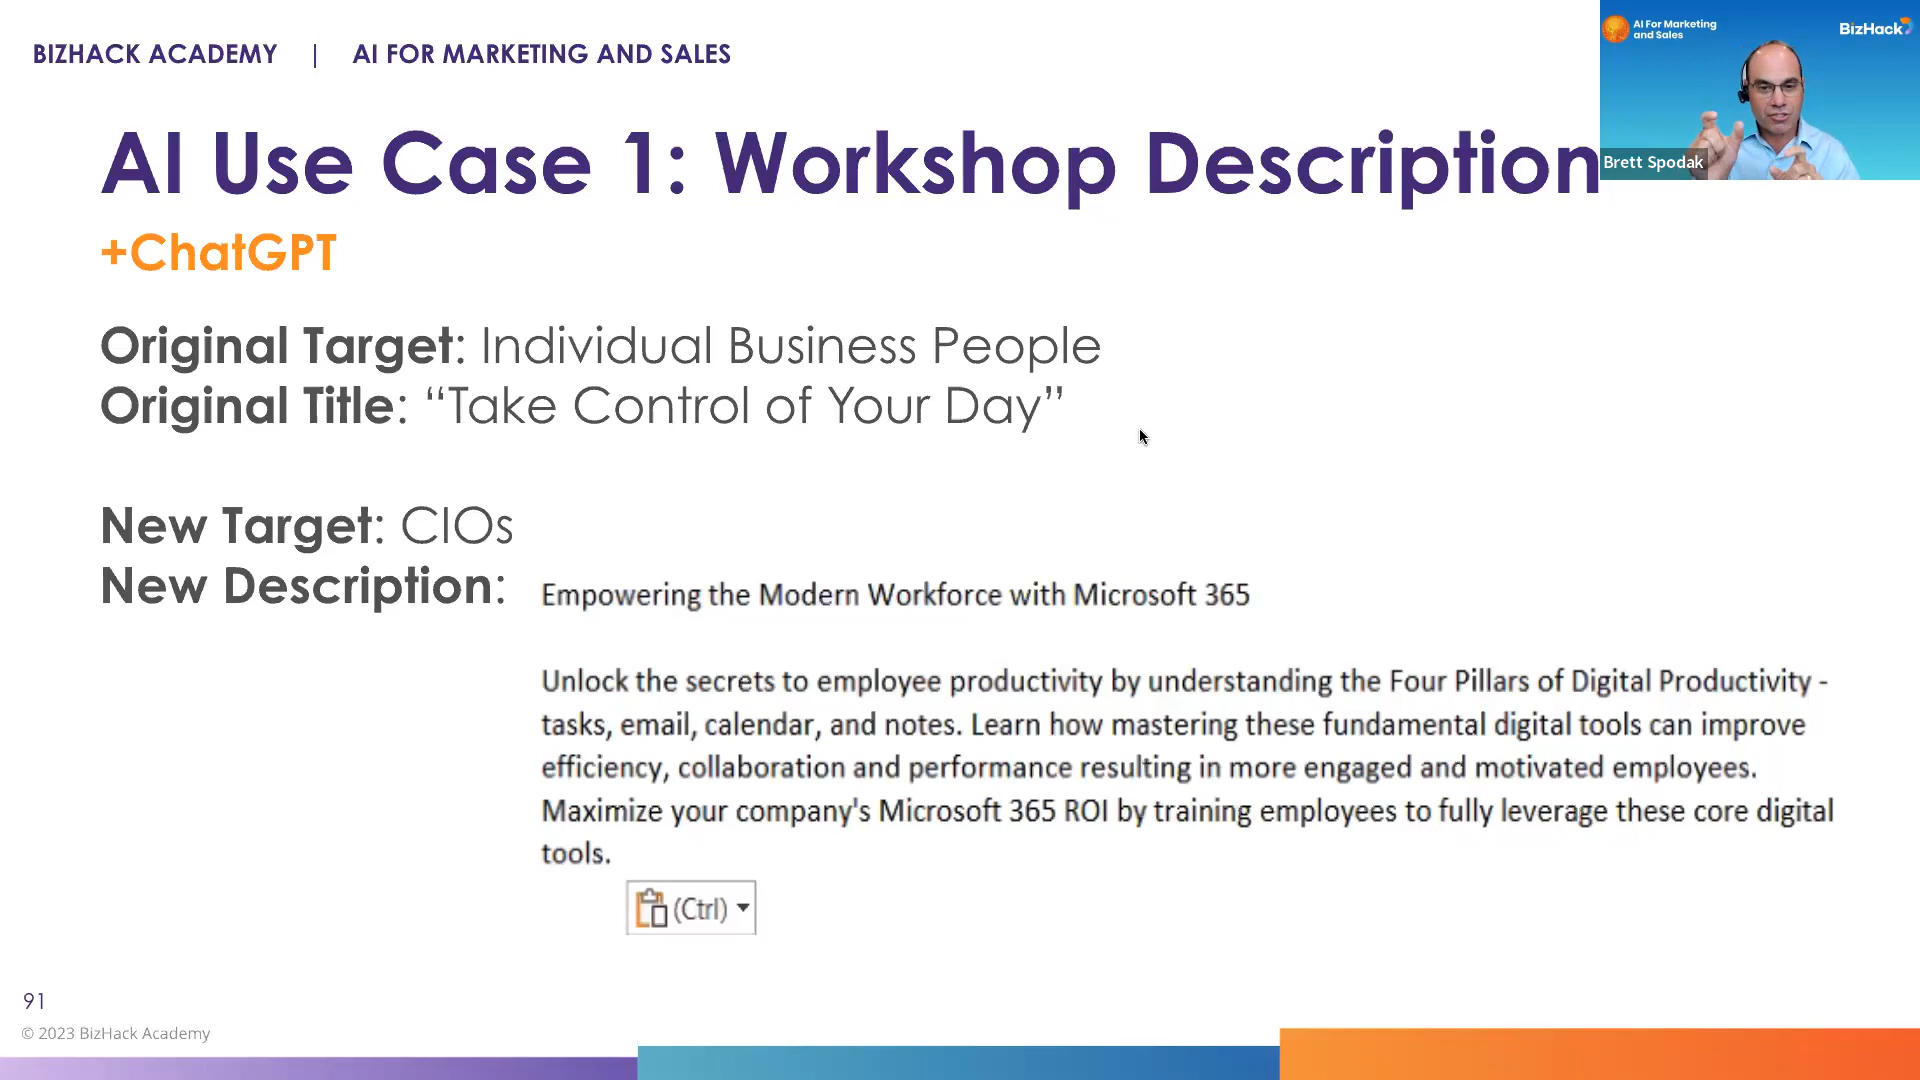 BIZHACK ACADEMY | AI FOR MARKETING AND SALES
AI For Marketing
and Sales
BizHack
Brett Spodak
AI Use Case 1: Workshop Description
+ChatGPT
Original Target: Individual Business People
Original Title: “Take Control of Your Day”
New Target: CIOs
New Description:
Empowering the Modern Workforce with Microsoft 365
Unlock the secrets to employee productivity by understanding the Four Pillars of Digital Productivity -
tasks, email, calendar, and notes. Learn how mastering these fundamental digital tools can improve
efficiency, collaboration and performance resulting in more engaged and motivated employees.
Maximize your company's Microsoft 365 ROI by training employees to fully leverage these core digital
tools.
(Ctrl)
91
© 2023 BizHack Academy